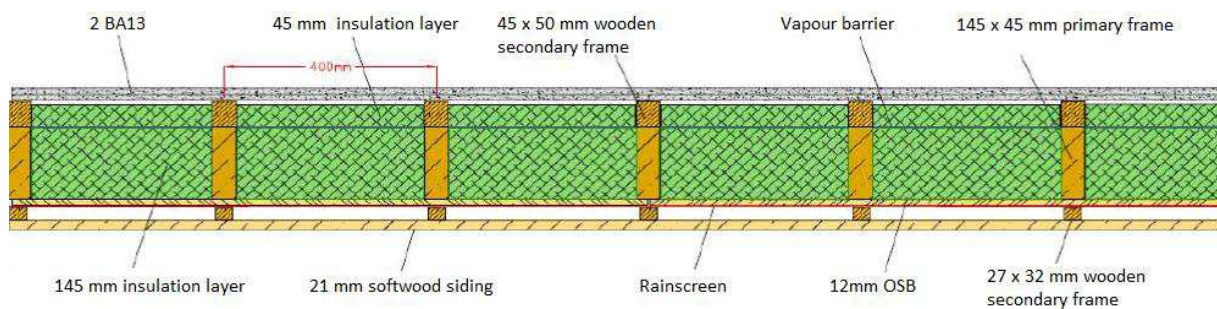 2 BA13
45 mm  insulation layer
45 x 50 mm wooden
secondary frame
Vapour barrier
145 x 45 mm primary frame
400mm
145 mm insulation layer
21 mm softwood siding
Rainscreen
12mm OSB
27 x 32 mm wooden
secondary frame